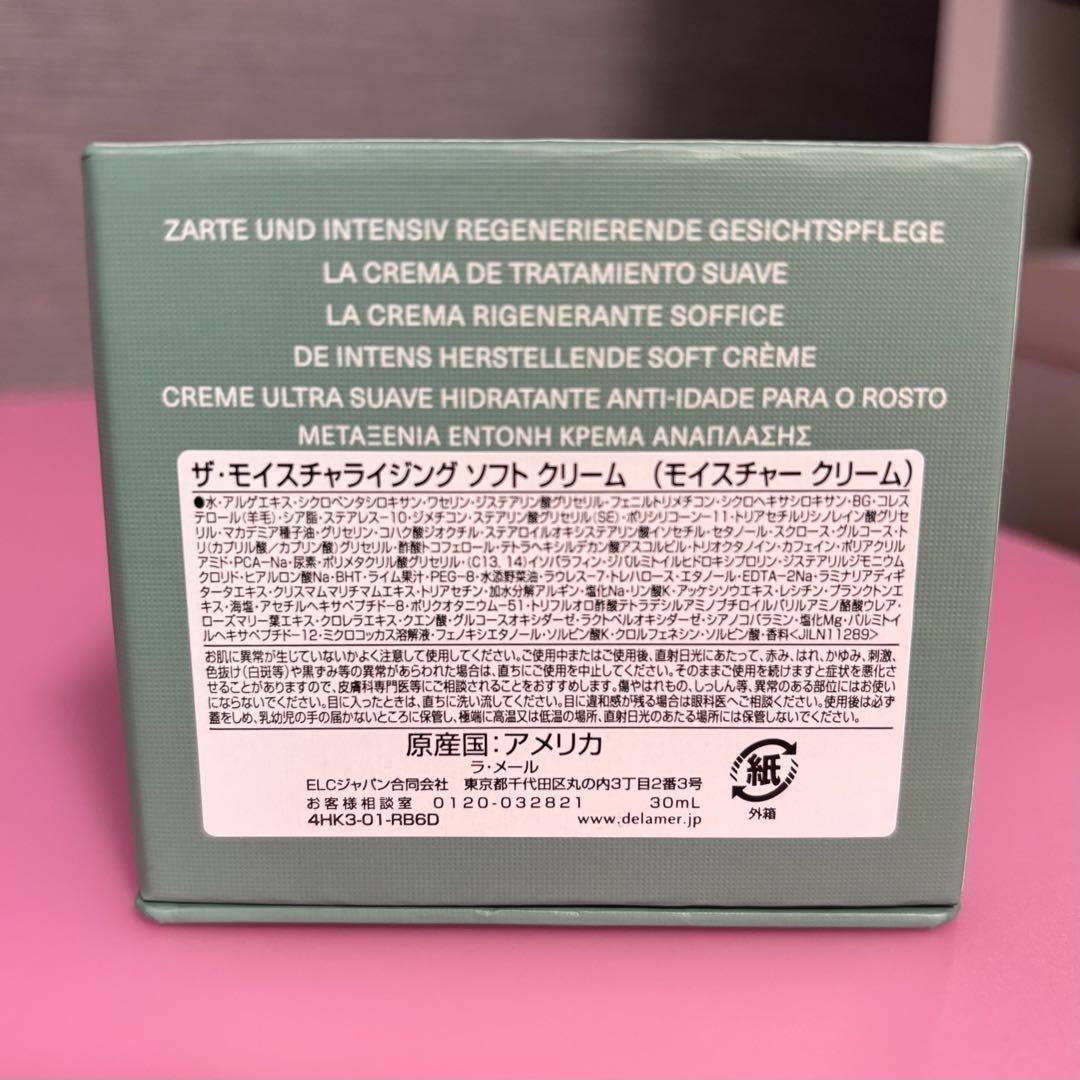 ZARTE UND INTENSIV REGENERIERENDE GESICHTSPFLEGE
LA CREMA DE TRATAMIENTO SUAVE
LA CREMA RIGENERANTE SOFFICE
DE INTENS HERSTELLENDE SOFT CRÈME
CREME ULTRA SUAVE HIDRATANTE ANTI-IDADE PARA O ROSTO
ΜΕΤΑΞΕΝΙΑ ΕΝΤΟΝΗ ΚΡΕΜΑ ΑΝΑΠΛΑΣΗΣ
ザ・モイスチャライジング ソフト クリーム (モイスチャー クリーム)
●水・アルゲエキス・シクロペンタシロキサン・ワセリン・ジステアリン酸グリセリル・フェニルトリメチコン・シクロヘキサシロキサン・BG・コレ
ステロール(羊毛)・シア脂・ステアレス-10・ジメチコン・ステアリン酸グリセリル(SE)・ポリシリコーン-11・トリアセチルリシノレイン酸グリセ
リル・マカデミア種子油・グリセリン・コハク酸ジオクチル・ステアロイルオキシステアリン酸イソセチル・セタノール・スクロース・グルコース・ト
リ(カプリル酸/カプリン酸)グリセリル・酢酸トコフェロール・テトラヘキシルデカン酸アスコルビル・トリオクタノイン・カフェイン・ポリアクリル
アミド・PCA-Na・尿素・ポリメタクリル酸グリセリル・(C13, 14)イソパラフィン・ジパルミトイルヒドロキシプロリン・ジステアリルジモニウム
クロリド・ヒアルロン酸Na・BHT・ライム果汁・PEG-8・水添野菜油・ラウレス-7・トレハロース・エタノール・EDTA-2Na・ラミナリアディギ
タータエキス・クリスマムマリチマムエキス・トリアセチン・加水分解アルギン・塩化Na・リン酸K・アッケシソウエキス・レシチン・プランクトンエ
キス・海塩・アセチルヘキサペプチド-8・ポリクオタニウム-51・トリフルオロ酢酸テトラデシルアミノブチロイルバリルアミノ酪酸ウレア・
ローズマリー葉エキス・クロレラエキス・クエン酸・グルコースオキシダーゼ・ラクトペルオキシダーゼ・シアノコバラミン・塩化Mg・パルミトイ
ルヘキサペプチド-12・ミクロコッカス溶解液・フェノキシエタノール・ソルビン酸K・クロルフェネシン・ソルビン酸・香料<JILN11289>
お肌に異常が生じていないかよく注意して使用してください。ご使用中またはご使用後、直射日光にあたって、赤み、はれ、かゆみ、刺激、
色抜け(白斑等)や黒ずみ等の異常があらわれた場合は、直ちにご使用を中止してください。そのままご使用を続けますと症状を悪化さ
せることがありますので、皮膚科専門医等にご相談されることをおすすめします。傷やはれもの、しっしん等、異常のある部位にはお使い
にならないでください。目に入ったときは、直ちに洗い流してください。目に違和感が残る場合は眼科医へご相談ください。使用後は必ず
蓋をしめ、乳幼児の手の届かないところに保管し、極端に高温又は低温の場所、直射日光のあたる場所には保管しないでください。
原産国:アメリカ
ラ・メール
ELCジャパン合同会社 東京都千代田区丸の内3丁目2番3号
お客様相談室 0120-032821 30mL
4HK3-01-RB6D www.delamer.jp
紙
外箱